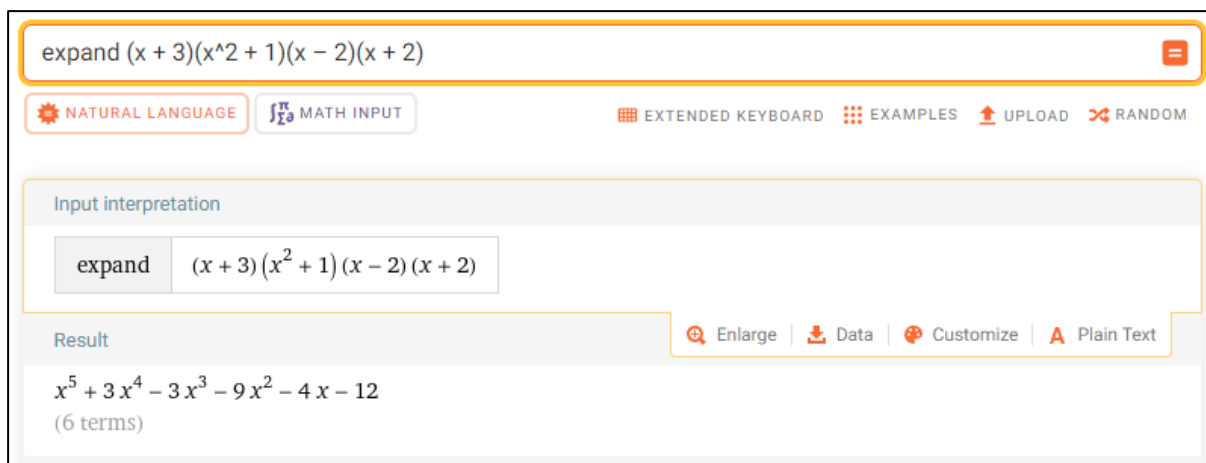 expand (x + 3)(x^2 + 1)(x – 2)(x + 2)
NATURAL LANGUAGE MATH INPUT EXTENDED KEYBOARD EXAMPLES UPLOAD RANDOM
Input interpretation
expand (x + 3) (x² + 1) (x − 2) (x + 2)
Result Enlarge Data Customize A Plain Text
x⁵ + 3 x⁴ − 3 x³ − 9 x² − 4 x − 12
(6 terms)